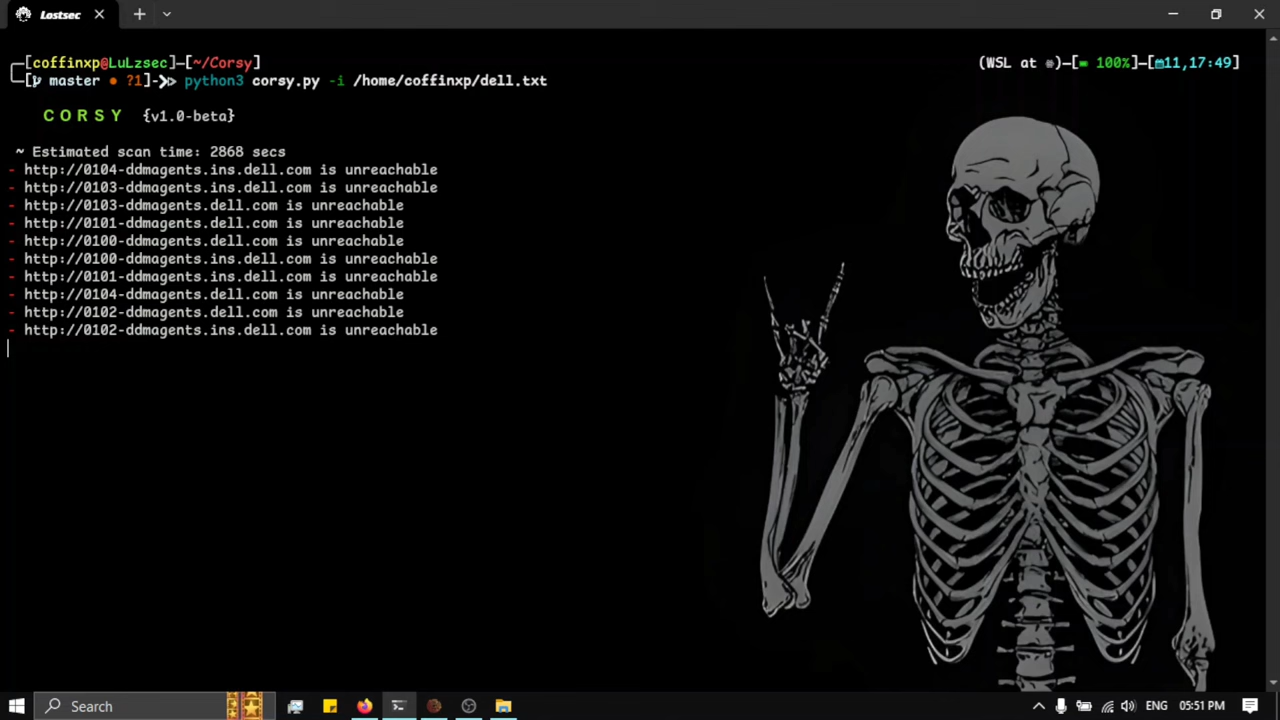 Lostsec
[coffinxp@LuLzsec]-[~/Corsy]
(WSL at )-[ 100%]-[11,17:49]
[ master ● ?1]-> python3 corsy.py -i /home/coffinxp/dell.txt
C O R S Y {v1.0-beta}
~ Estimated scan time: 2868 secs
- http://0104-ddmagents.ins.dell.com is unreachable
- http://0103-ddmagents.ins.dell.com is unreachable
- http://0103-ddmagents.dell.com is unreachable
- http://0101-ddmagents.dell.com is unreachable
- http://0100-ddmagents.dell.com is unreachable
- http://0100-ddmagents.ins.dell.com is unreachable
- http://0101-ddmagents.ins.dell.com is unreachable
- http://0104-ddmagents.dell.com is unreachable
- http://0102-ddmagents.dell.com is unreachable
- http://0102-ddmagents.ins.dell.com is unreachable
Search
ENG
05:51 PM